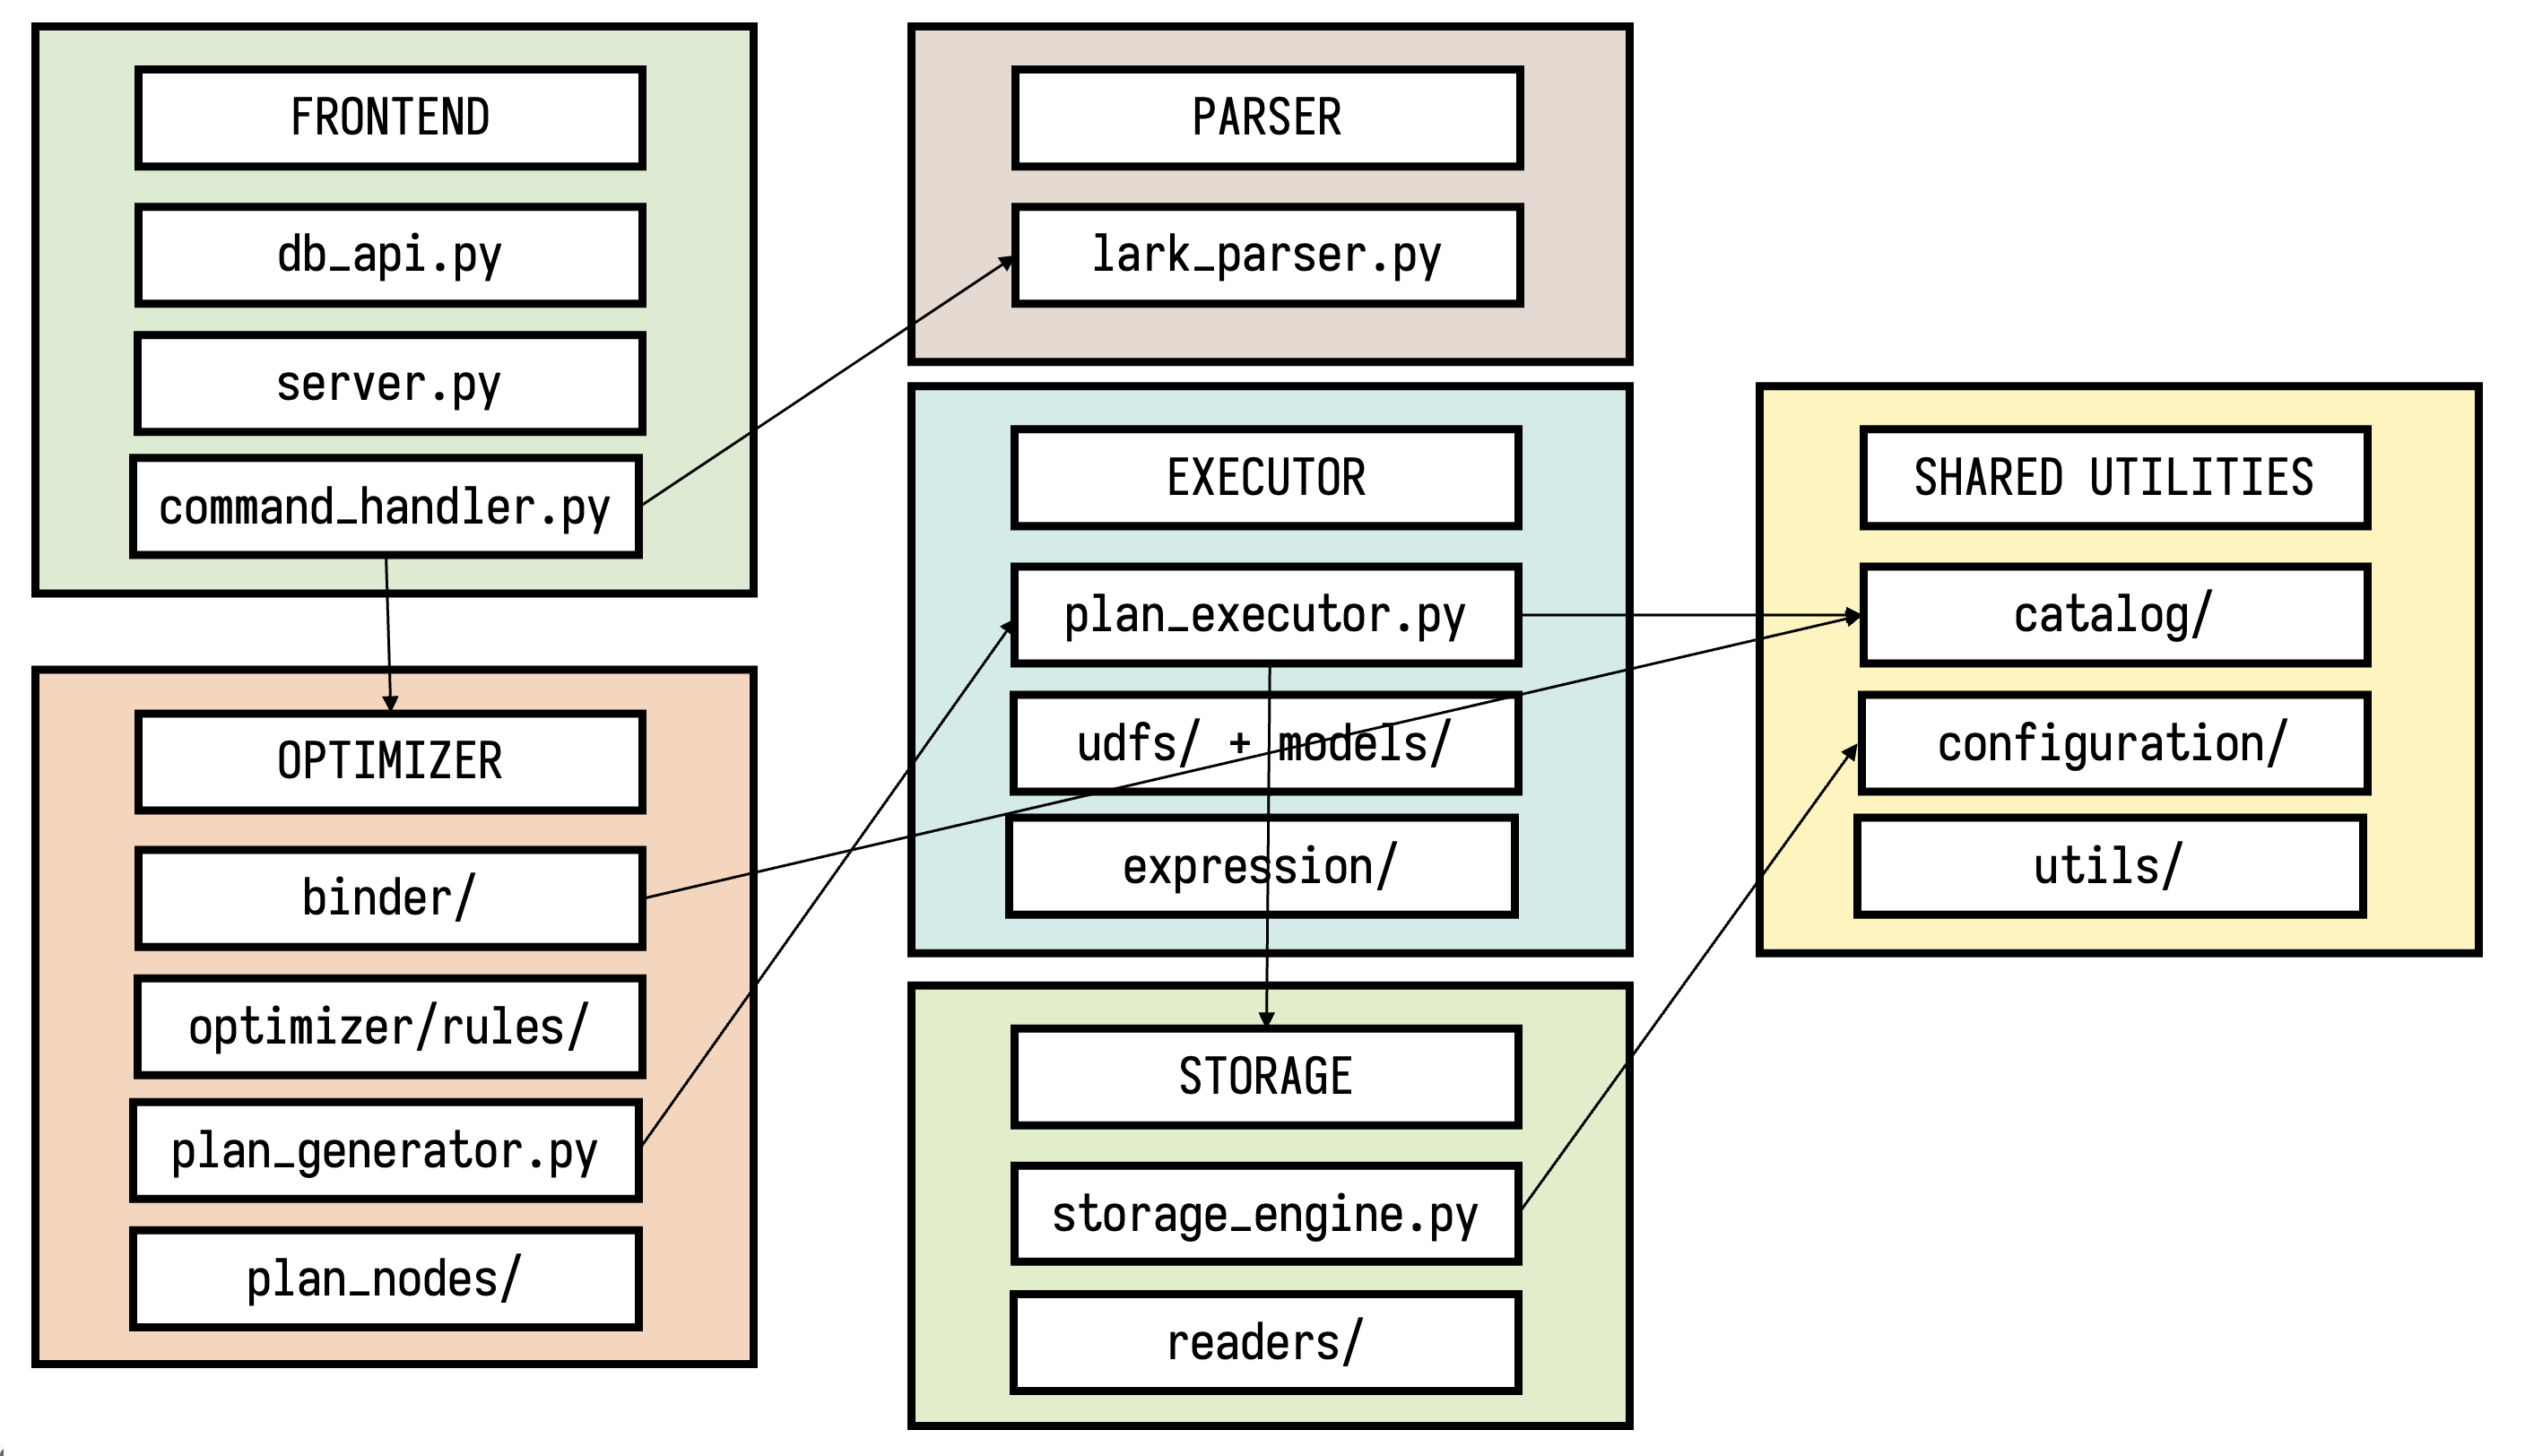 FRONTEND
db_api.py
server.py
command_handler.py
PARSER
lark_parser.py
OPTIMIZER
binder/
optimizer/rules/
plan_generator.py
plan_nodes/
EXECUTOR
plan_executor.py
udfs/ + models/
expression/
STORAGE
storage_engine.py
readers/
SHARED UTILITIES
catalog/
configuration/
utils/